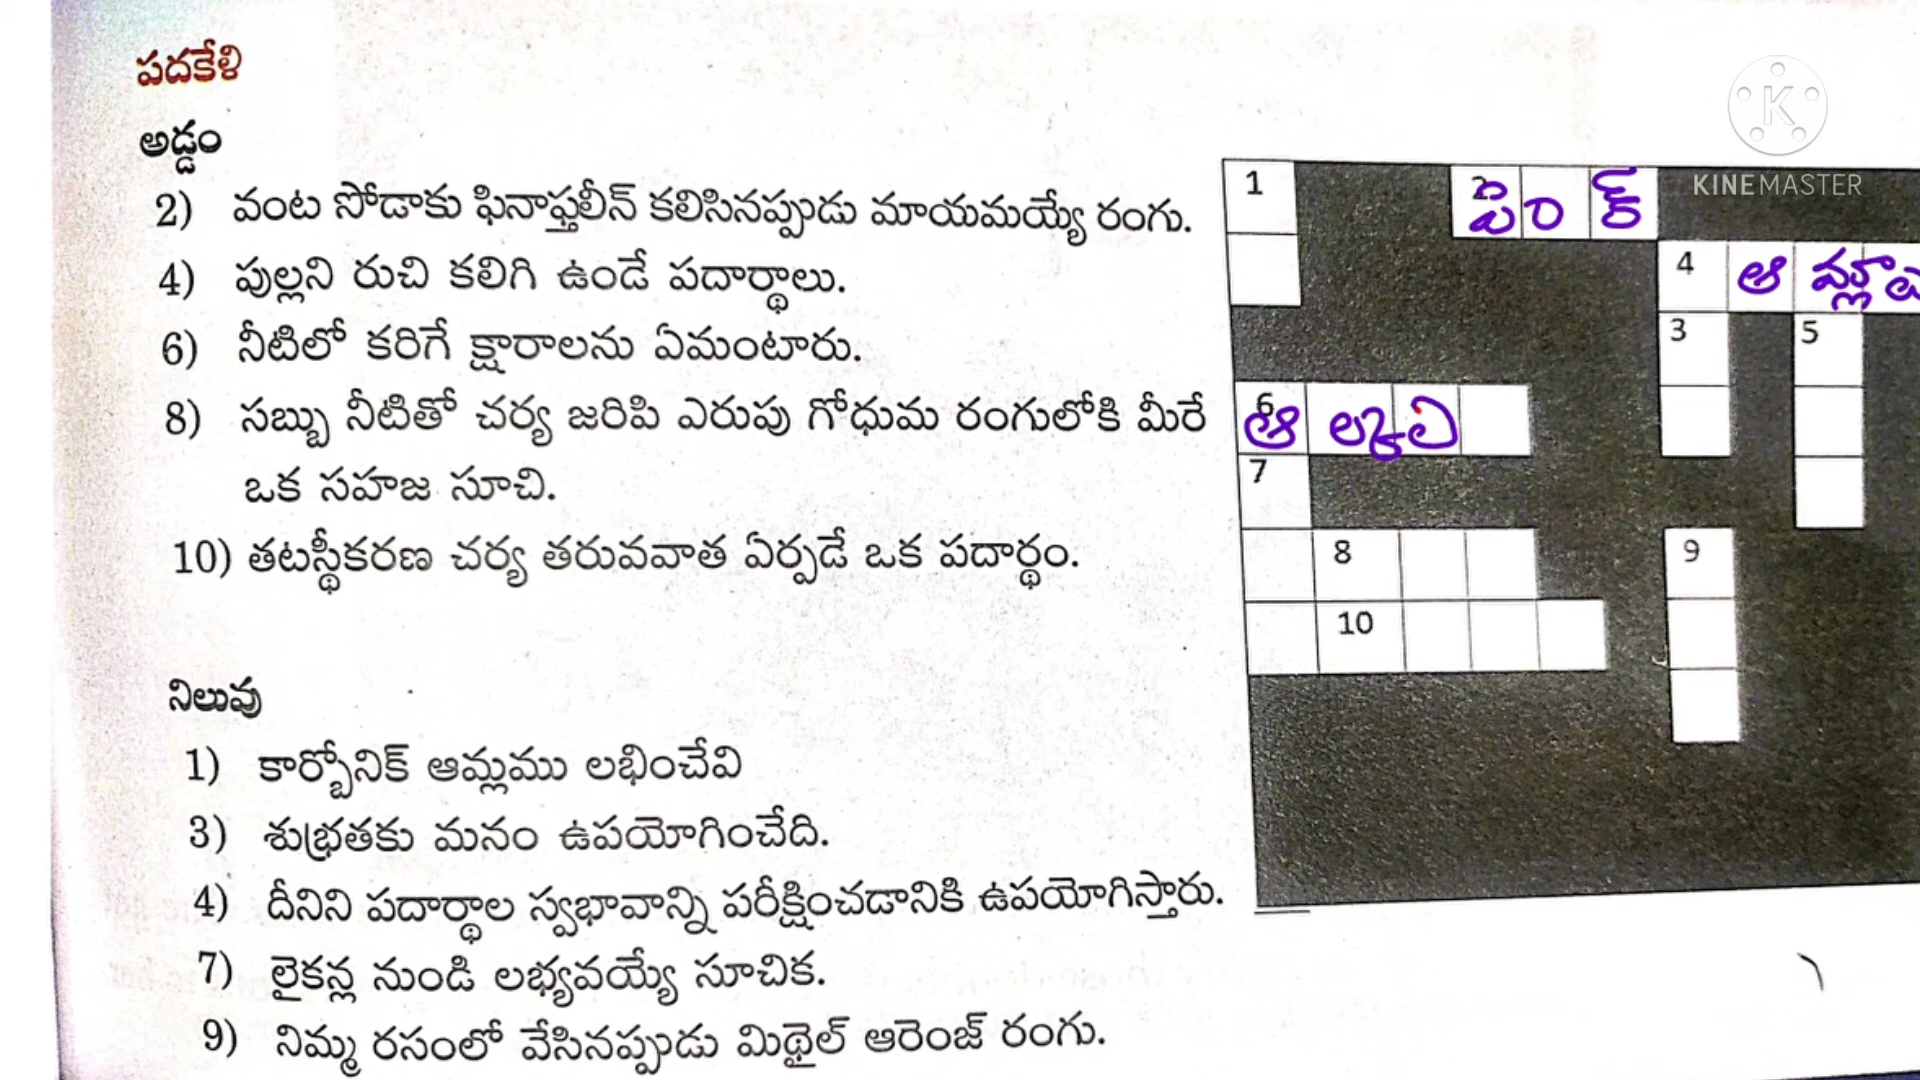 పదకేళి
అడ్డం
2) వంట సోడాకు ఫినాఫ్తలీన్ కలిసినప్పుడు మాయమయ్యే రంగు.
4) పుల్లని రుచి కలిగి ఉండే పదార్థాలు.
6) నీటిలో కరిగే క్షారాలను ఏమంటారు.
8) సబ్బు నీటితో చర్య జరిపి ఎరుపు గోధుమ రంగులోకి మీరే
ఒక సహజ సూచి.
10) తటస్థీకరణ చర్య తరువవాత ఏర్పడే ఒక పదార్థం.
నిలువు
1) కార్బోనిక్ ఆమ్లము లభించేవి
3) శుభ్రతకు మనం ఉపయోగించేది.
4) దీనిని పదార్థాల స్వభావాన్ని పరీక్షించడానికి ఉపయోగిస్తారు.
7) లైకన్ల నుండి లభ్యవయ్యే సూచిక.
9) నిమ్మ రసంలో వేసినప్పుడు మిథైల్ ఆరెంజ్ రంగు.
KINEMASTER
1 2 పింక్
4 ఆ మ్లా
3 5
6 ఆ ల్క
7
8 9
10